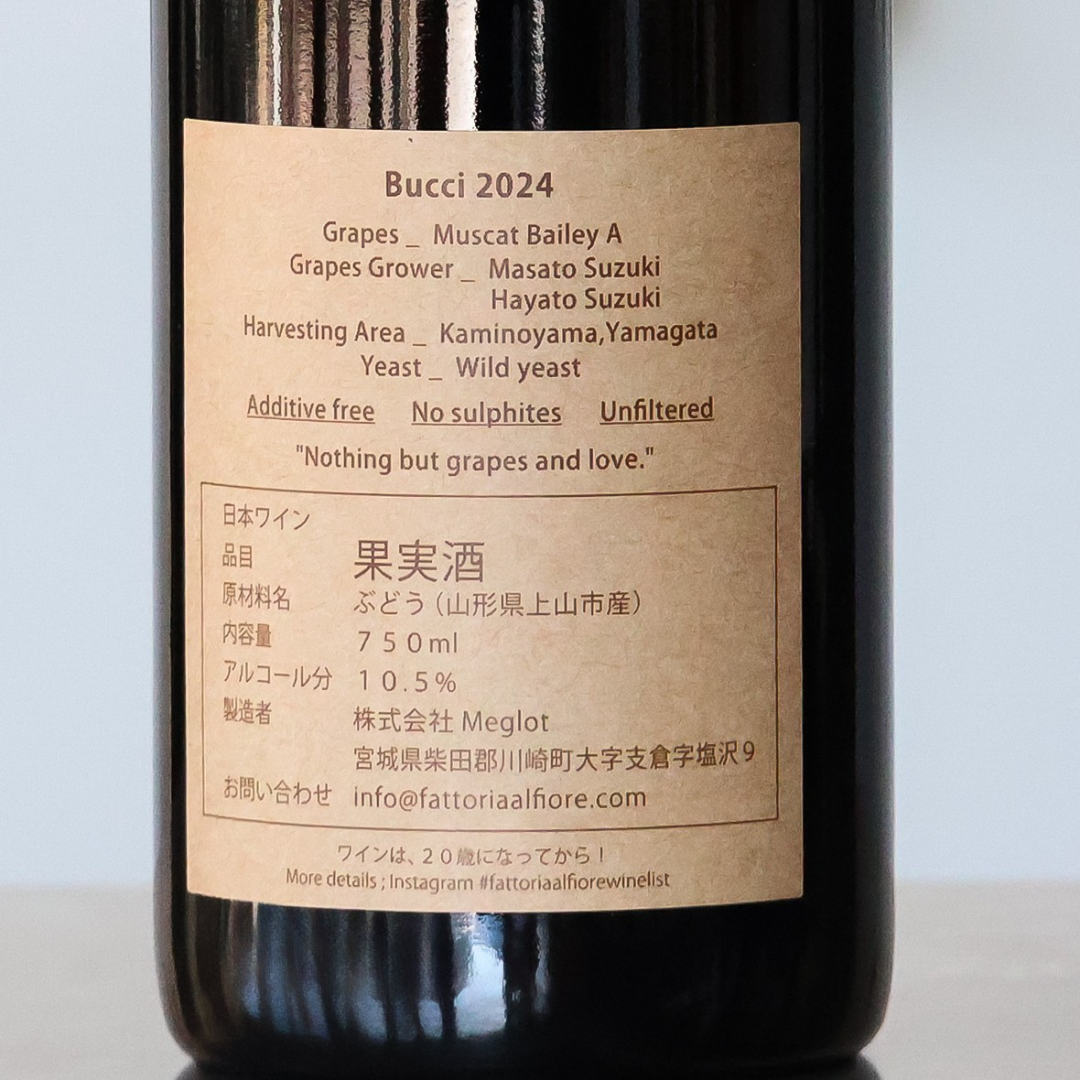 Bucci 2024
Grapes _ Muscat Bailey A
Grapes Grower _ Masato Suzuki
Hayato Suzuki
Harvesting Area _ Kaminoyama,Yamagata
Yeast _ Wild yeast
Additive free No sulphites Unfiltered
"Nothing but grapes and love."
日本ワイン
品目 果実酒
原材料名 ぶどう（山形県上山市産）
内容量 ７５０ml
アルコール分 １０.５%
製造者 株式会社 Meglot
宮城県柴田郡川崎町大字支倉字塩沢９
お問い合わせ info@fattoriaalfiore.com
ワインは、２０歳になってから！
More details ; Instagram #fattoriaalfiorewinelist